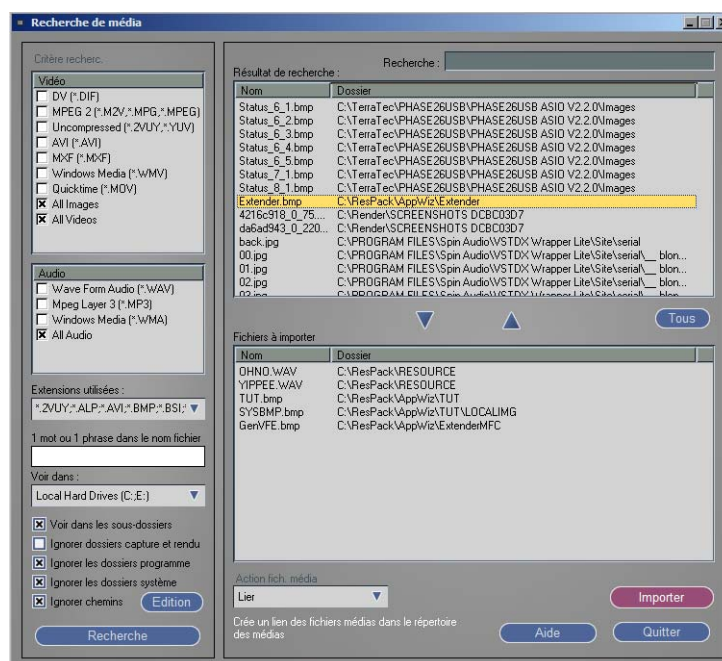 Recherche de média
Critère recherc.
Vidéo
DV (*.DIF)
MPEG 2 (*.M2V,*.MPG,*.MPEG)
Uncompressed (*.2VUY,*.YUV)
AVI (*.AVI)
MXF (*.MXF)
Windows Media (*.WMV)
Quicktime (*.MOV)
All Images
All Videos
Audio
Wave Form Audio (*.WAV)
Mpeg Layer 3 (*.MP3)
Windows Media (*.WMA)
All Audio
Extensions utilisées :
*.2VUY;*.ALP;*.AVI;*.BMP;*.BSI;*
1 mot ou 1 phrase dans le nom fichier
Voir dans :
Local Hard Drives (C:;E:)
Voir dans les sous-dossiers
Ignorer dossiers capture et rendu
Ignorer les dossiers programme
Ignorer les dossiers système
Ignorer chemins Edition
Recherche
Recherche :
Résultat de recherche :
Nom Dossier
Status_6_1.bmp C:\TerraTec\PHASE26USB\PHASE26USB ASIO V2.2.0\Images
Status_6_2.bmp C:\TerraTec\PHASE26USB\PHASE26USB ASIO V2.2.0\Images
Status_6_3.bmp C:\TerraTec\PHASE26USB\PHASE26USB ASIO V2.2.0\Images
Status_6_4.bmp C:\TerraTec\PHASE26USB\PHASE26USB ASIO V2.2.0\Images
Status_6_5.bmp C:\TerraTec\PHASE26USB\PHASE26USB ASIO V2.2.0\Images
Status_7_1.bmp C:\TerraTec\PHASE26USB\PHASE26USB ASIO V2.2.0\Images
Status_8_1.bmp C:\TerraTec\PHASE26USB\PHASE26USB ASIO V2.2.0\Images
Extender.bmp C:\ResPack\AppWiz\Extender
4216c918_0_75.... C:\Render\SCREENSHOTS DCBC03D7
da6ad943_0_220... C:\Render\SCREENSHOTS DCBC03D7
back.jpg C:\PROGRAM FILES\Spin Audio\VSTDX Wrapper Lite\Site\serial
00.jpg C:\PROGRAM FILES\Spin Audio\VSTDX Wrapper Lite\Site\serial\__ blon...
01.jpg C:\PROGRAM FILES\Spin Audio\VSTDX Wrapper Lite\Site\serial\__ blon...
02.jpg C:\PROGRAM FILES\Spin Audio\VSTDX Wrapper Lite\Site\serial\__ blon...
03.jpg C:\PROGRAM FILES\Spin Audio\VSTDX Wrapper Lite\Site\serial\__ blon...
Tous
Fichiers à importer
Nom Dossier
OHNO.WAV C:\ResPack\RESOURCE
YIPPEE.WAV C:\ResPack\RESOURCE
TUT.bmp C:\ResPack\AppWiz\TUT
SYSBMP.bmp C:\ResPack\AppWiz\TUT\LOCALIMG
GenVFE.bmp C:\ResPack\AppWiz\ExtenderMFC
Action fich. média
Lier
Importer
Crée un lien des fichiers médias dans le répertoire
des médias
Aide Quitter